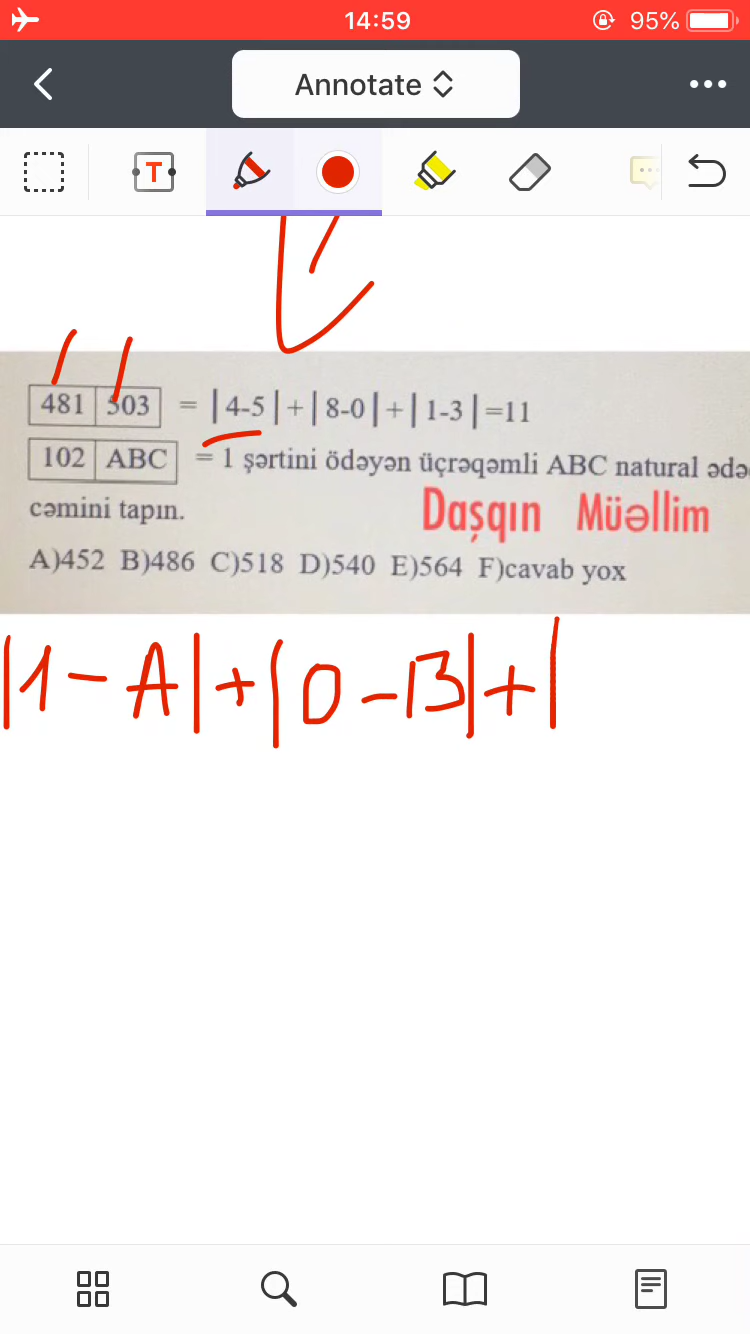 14:59
95%
Annotate
T
481 503 = |4-5|+|8-0|+|1-3|=11
102 ABC = 1 şərtini ödəyən üçrəqəmli ABC natural ədə
cəmini tapın.
Daşqın Müəllim
A)452 B)486 C)518 D)540 E)564 F)cavab yox
|1-A|+|0-B|+|